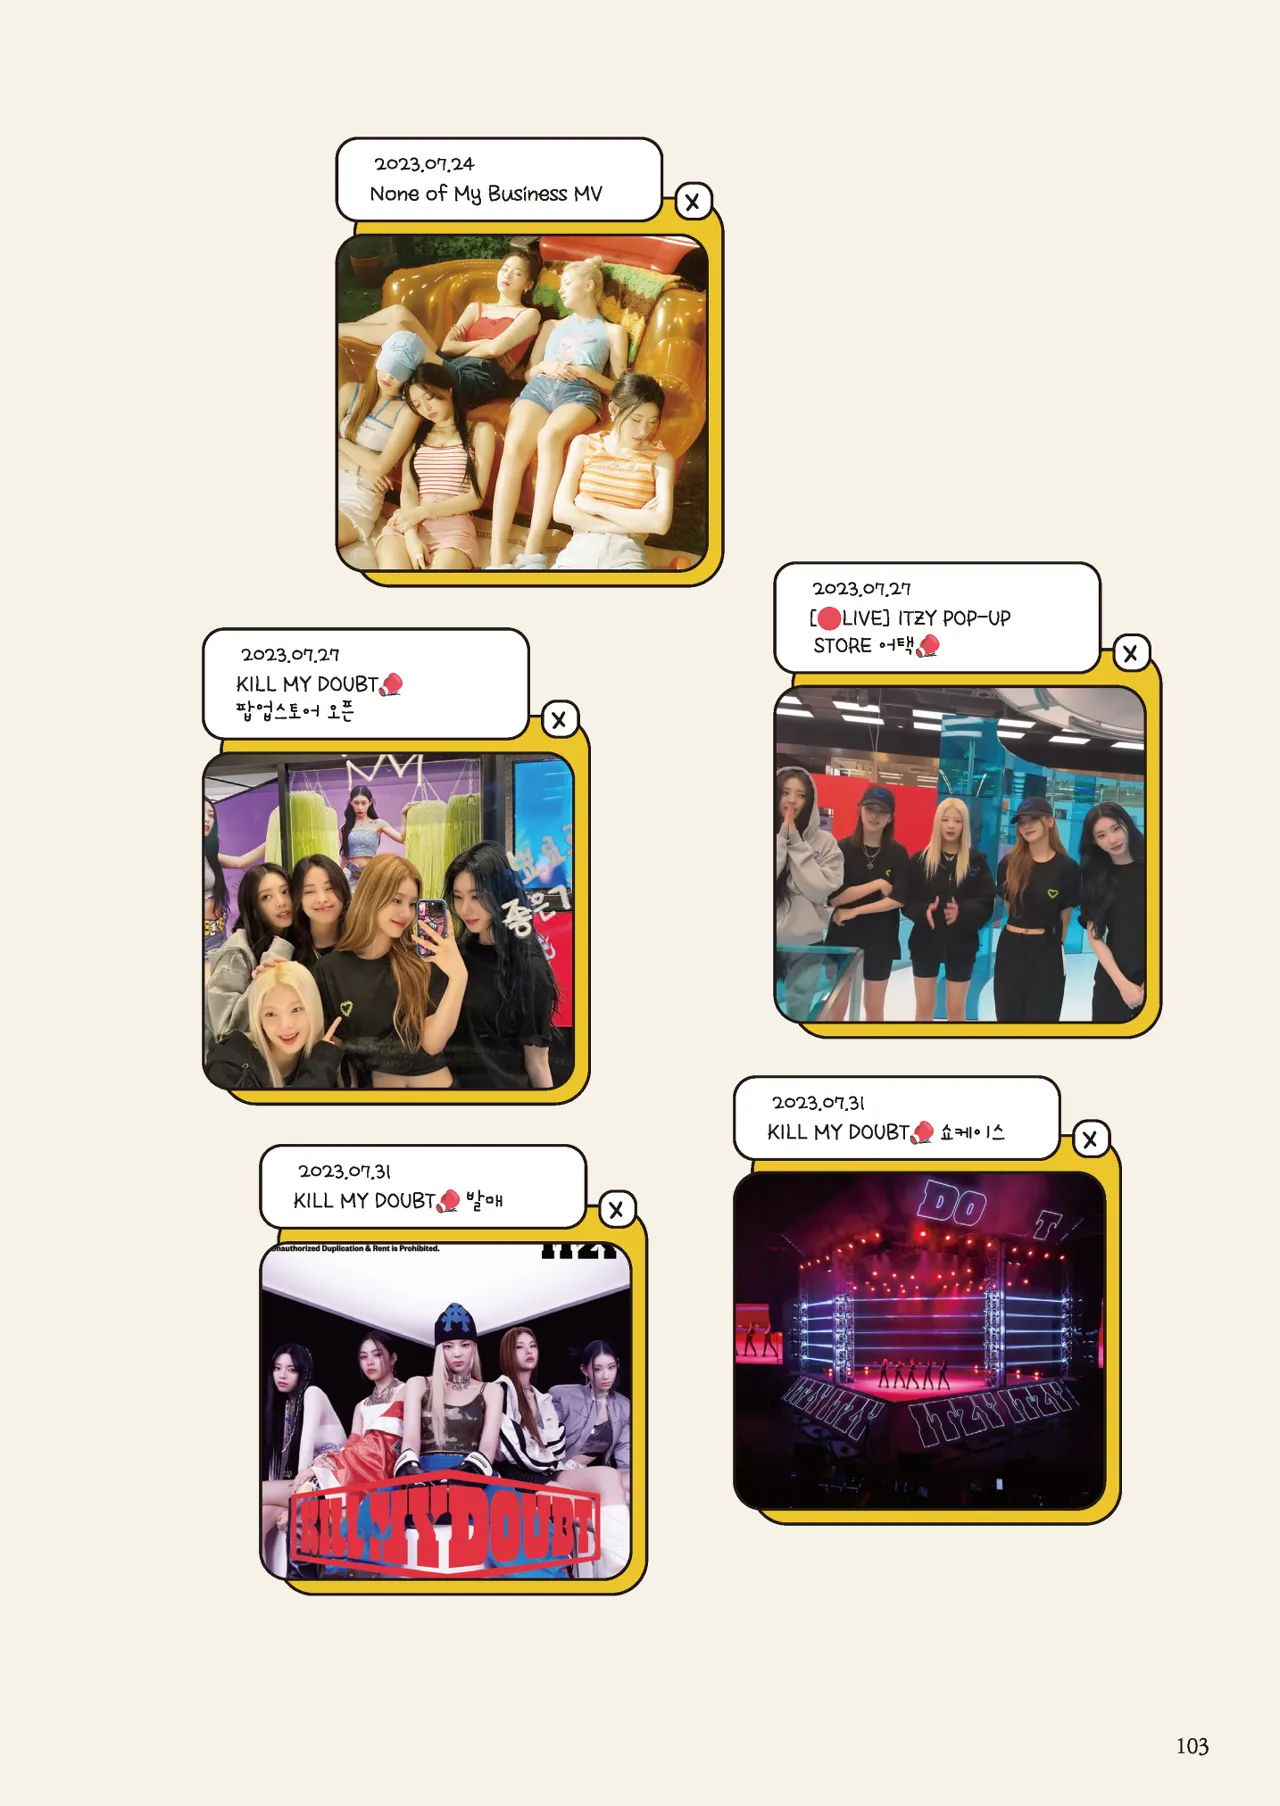 2023.07.24
None of My Business MV
X
2023.07.27
[🔴LIVE] ITZY POP-UP
STORE 어택🥊
X
2023.07.27
KILL MY DOUBT🥊
팝업스토어 오픈
X
좋은
2023.07.31
KILL MY DOUBT🥊 쇼케이스
X
DO T
ITZY ITZY
ITZY ITZY
2023.07.31
KILL MY DOUBT🥊 발매
X
nauthorized Duplication & Rent is Prohibited.
ITZY
KILL MY DOUBT
103